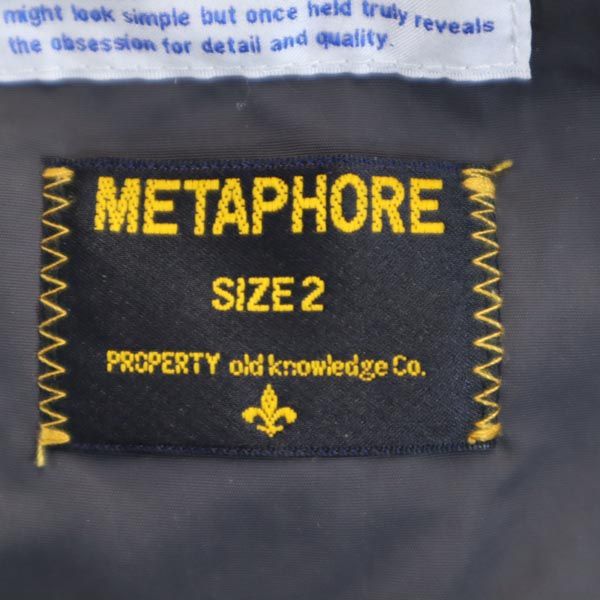 might look simple but once held truly reveals
the obsession for detail and quality.
METAPHORE
SIZE 2
PROPERTY old knowledge Co.